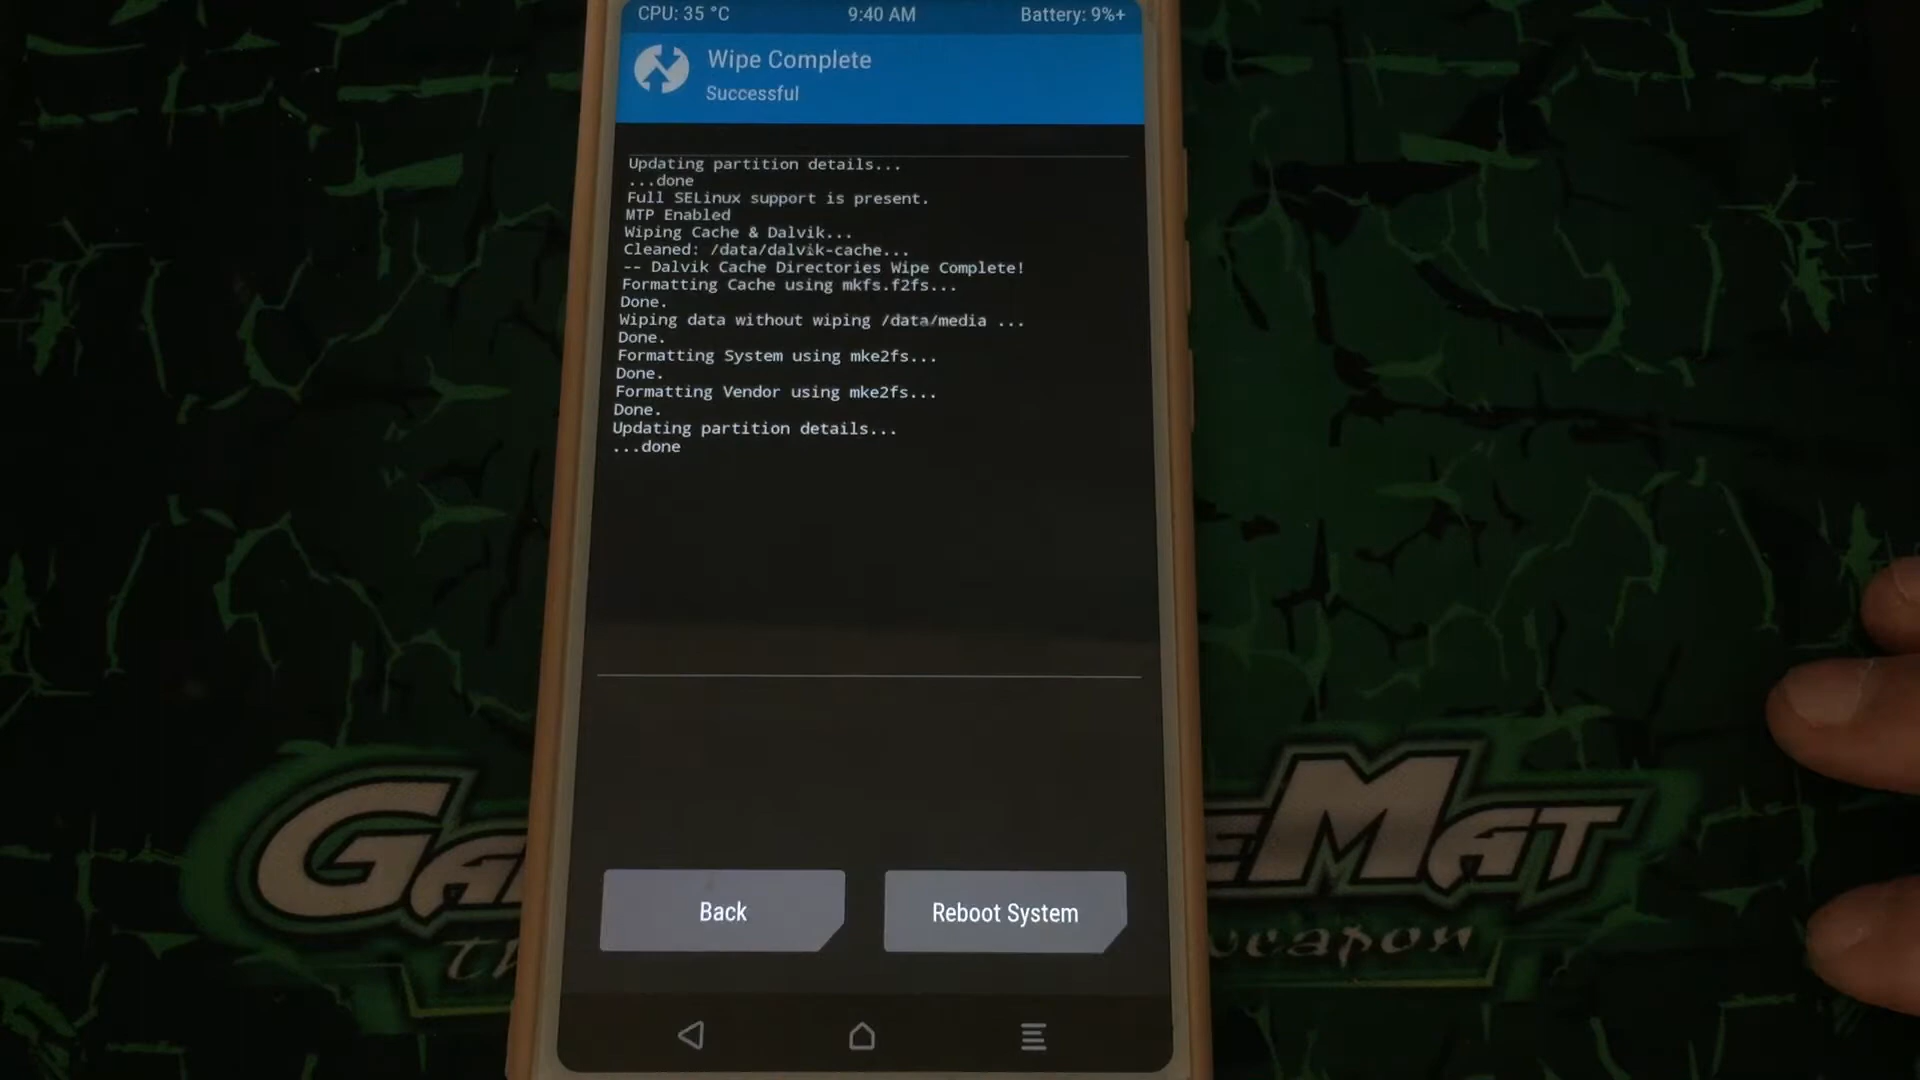 CPU: 35 °C 9:40 AM Battery: 9%+
Wipe Complete
Successful
Updating partition details...
...done
Full SELinux support is present.
MTP Enabled
Wiping Cache & Dalvik...
Cleaned: /data/dalvik-cache...
-- Dalvik Cache Directories Wipe Complete!
Formatting Cache using mkfs.f2fs...
Done.
Wiping data without wiping /data/media ...
Done.
Formatting System using mke2fs...
Done.
Formatting Vendor using mke2fs...
Done.
Updating partition details...
...done
Back Reboot System